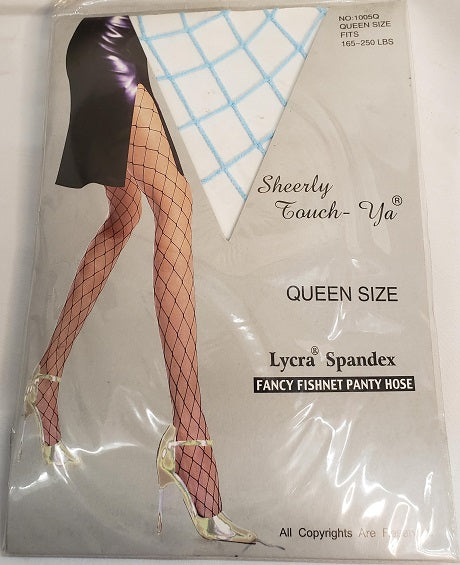 NO:1005Q
QUEEN SIZE
FITS
165-250 LBS
Sheerly
Touch-Ya®
QUEEN SIZE
Lycra® Spandex
FANCY FISHNET PANTY HOSE
All Copyrights Are